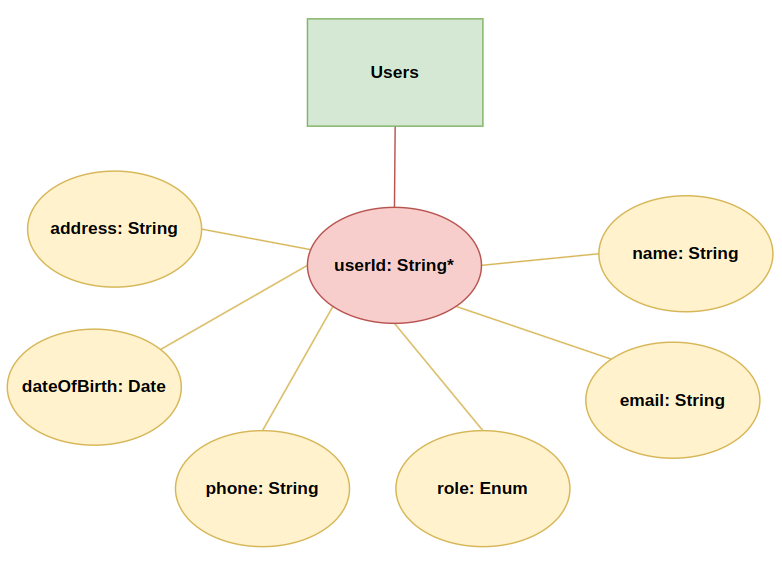 Users
address: String
userId: String*
name: String
dateOfBirth: Date
email: String
phone: String
role: Enum